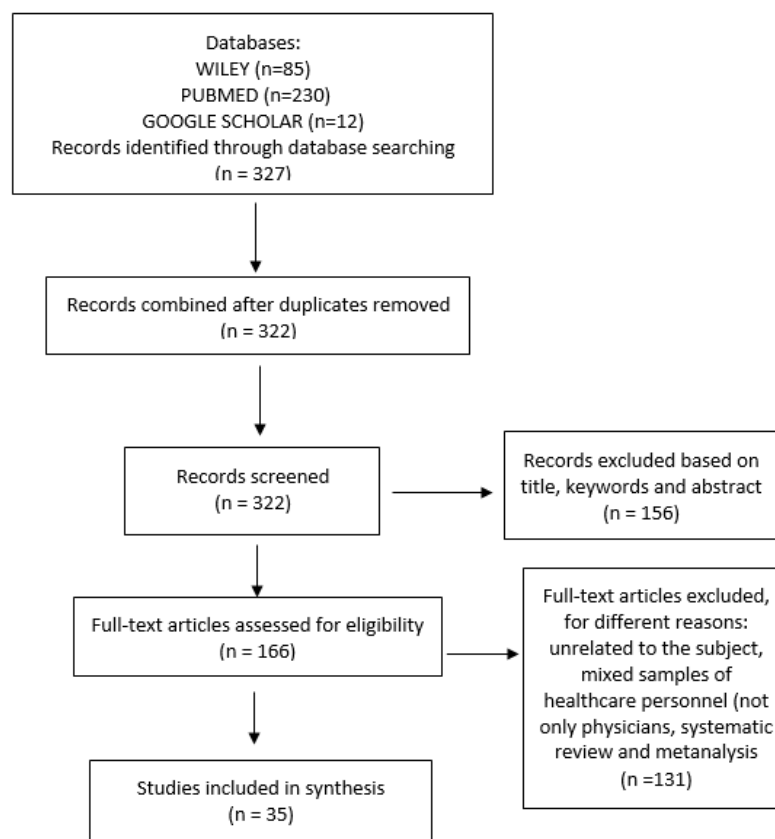 Databases:
WILEY (n=85)
PUBMED (n=230)
GOOGLE SCHOLAR (n=12)
Records identified through database searching
(n = 327)
Records combined after duplicates removed
(n = 322)
Records screened
(n = 322)
Records excluded based on
title, keywords and abstract
(n = 156)
Full-text articles assessed for eligibility
(n = 166)
Full-text articles excluded,
for different reasons:
unrelated to the subject,
mixed samples of
healthcare personnel (not
only physicians, systematic
review and metanalysis
(n =131)
Studies included in synthesis
(n = 35)